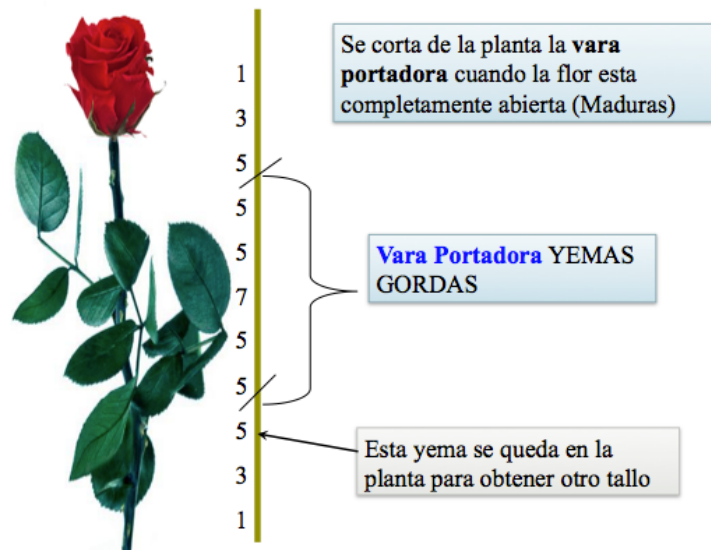 Se corta de la planta la vara
portadora cuando la flor esta
completamente abierta (Maduras)
1
3
5
5
5
7
5
5
5
3
1
Vara Portadora YEMAS
GORDAS
Esta yema se queda en la
planta para obtener otro tallo